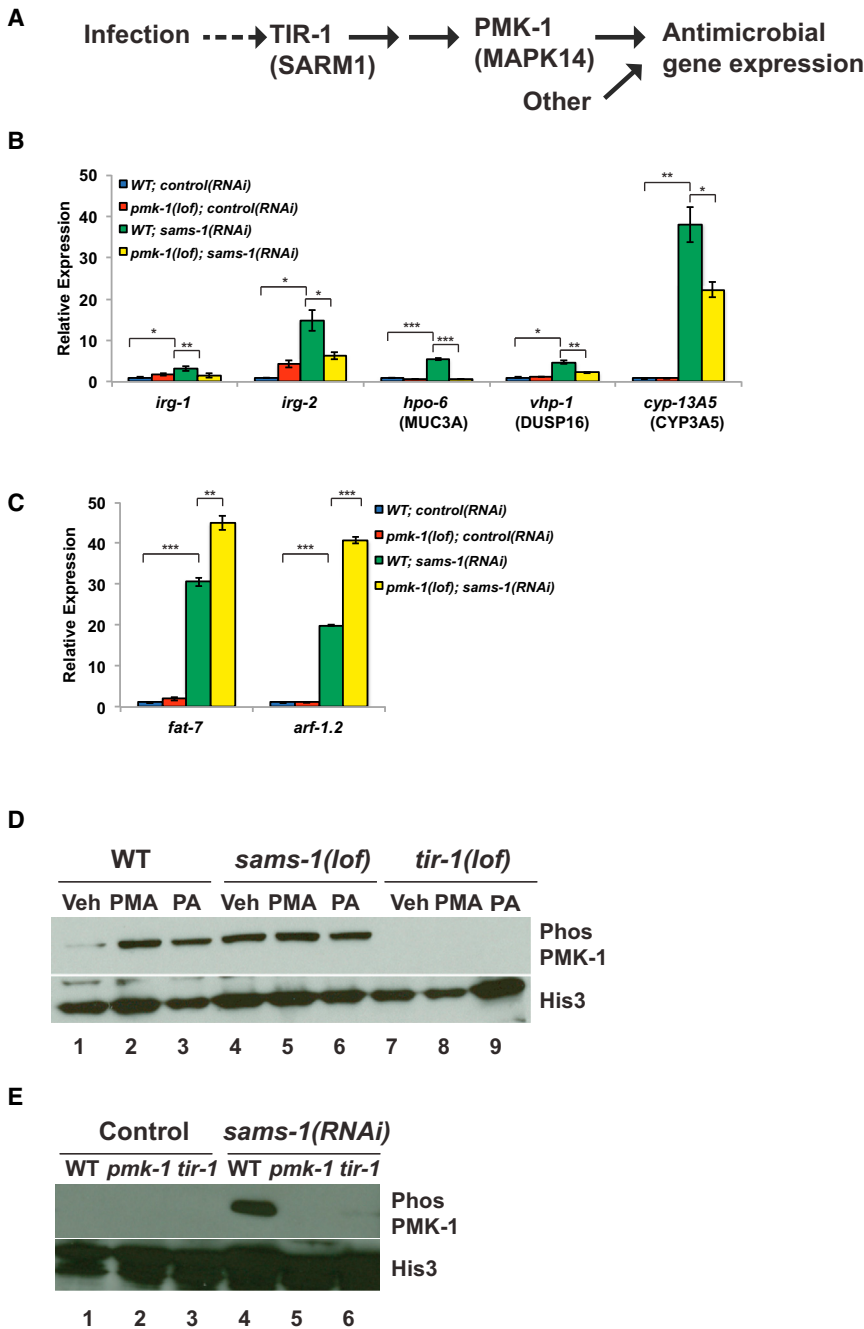 A
Infection TIR-1 PMK-1 Antimicrobial
(SARM1) (MAPK14) gene expression
Other
B
Relative Expression
50
40
30
20
10
0
WT; control(RNAi)
pmk-1(lof); control(RNAi)
WT; sams-1(RNAi)
pmk-1(lof); sams-1(RNAi)
* **
* *
*** ***
* **
** *
irg-1 irg-2 hpo-6 vhp-1 cyp-13A5
(MUC3A) (DUSP16) (CYP3A5)
C
Relative Expression
50
40
30
20
10
0
*** **
*** ***
WT; control(RNAi)
pmk-1(lof); control(RNAi)
WT; sams-1(RNAi)
pmk-1(lof); sams-1(RNAi)
fat-7 arf-1.2
D
WT sams-1(lof) tir-1(lof)
Veh PMA PA Veh PMA PA Veh PMA PA
Phos
PMK-1
His3
1 2 3 4 5 6 7 8 9
E
Control sams-1(RNAi)
WT pmk-1 tir-1 WT pmk-1 tir-1
Phos
PMK-1
His3
1 2 3 4 5 6